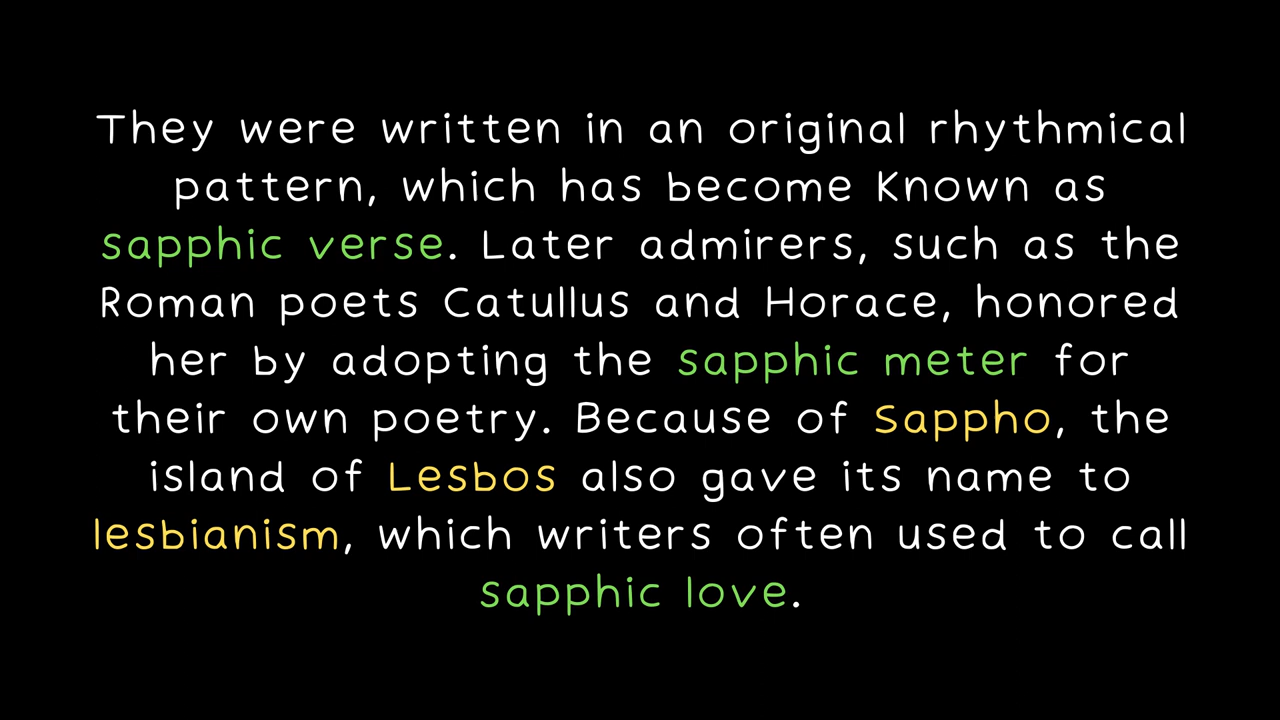 They were written in an original rhythmical
pattern, which has become known as
sapphic verse. Later admirers, such as the
Roman poets Catullus and Horace, honored
her by adopting the sapphic meter for
their own poetry. Because of Sappho, the
island of Lesbos also gave its name to
lesbianism, which writers often used to call
sapphic love.